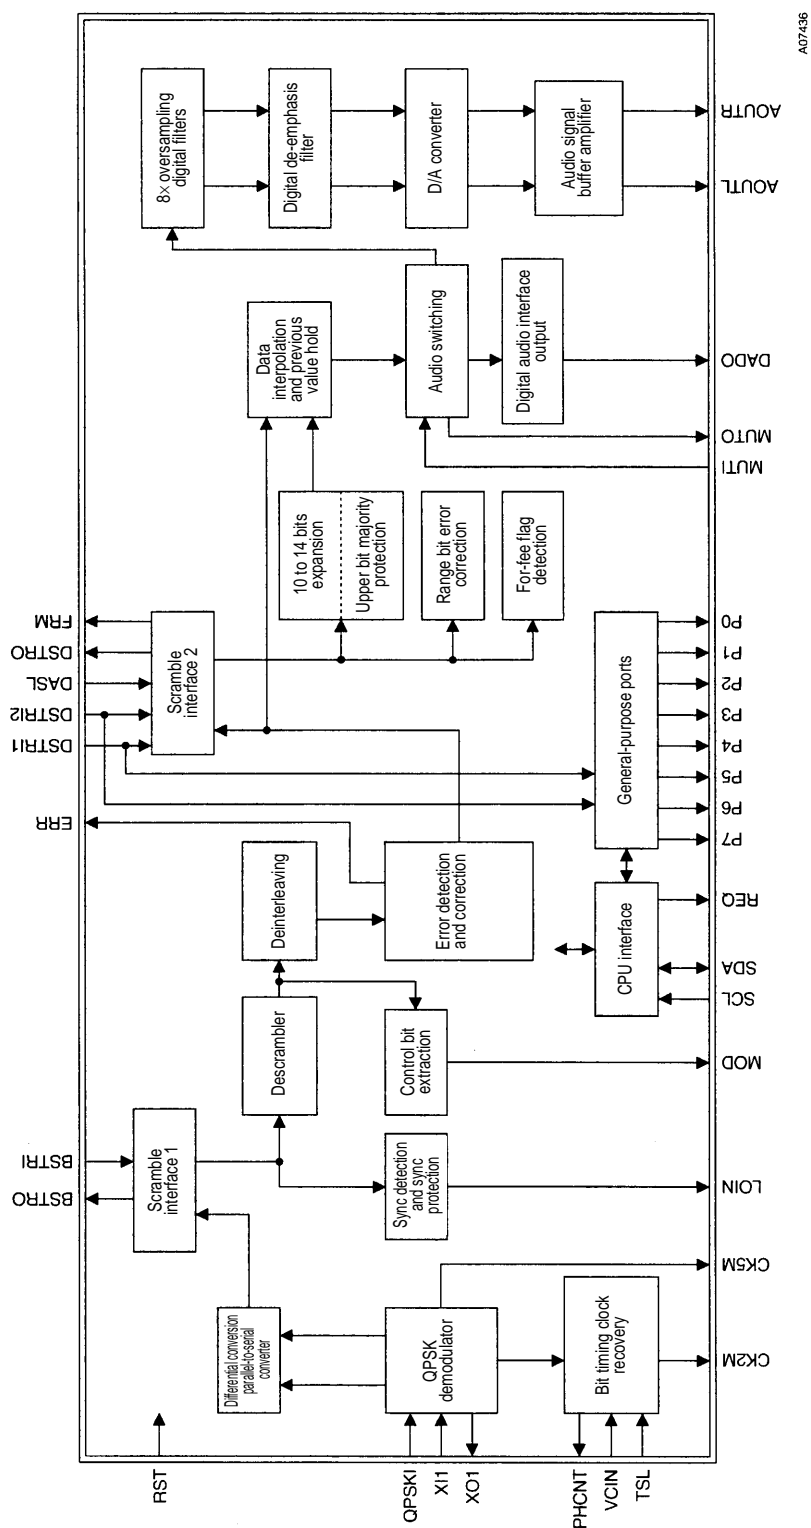 A07436
8× oversampling
digital filters
Digital de-emphasis
filter
D/A converter
Audio signal
buffer amplifier
AOUTR
AOUTL
Data
interpolation
and previous
value hold
Audio switching
Digital audio interface
output
DADO
MUTO
MUTI
10 to 14 bits
expansion
Upper bit majority
protection
Range bit error
correction
For-fee flag
detection
FRM
DSTRO
DASL
DSTRI2
DSTRI1
Scramble
interface 2
General-purpose ports
P0
P1
P2
P3
P4
P5
P6
P7
ERR
Deinterleaving
Error detection
and correction
CPU interface
REQ
SDA
SCL
Descrambler
Control bit
extraction
MOD
BSTRI
BSTRO
Scramble
interface 1
Sync detection
and sync
protection
LOIN
Differential conversion
parallel-to-serial
converter
QPSK
demodulator
Bit timing clock
recovery
CK5M
CK2M
RST
QPSKI
XI1
XO1
PHCNT
VCIN
TSL